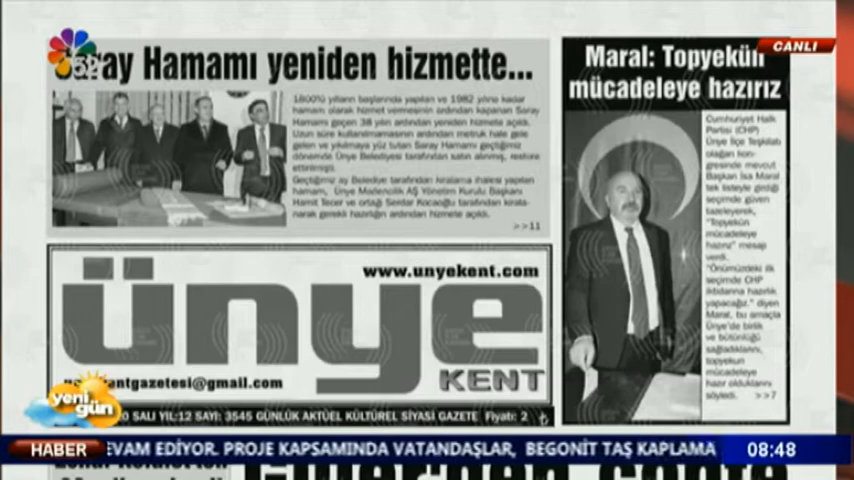 52
Saray Hamamı yeniden hizmette...
1800'lü yılların başlarında yapılan ve 1982 yılına kadar
hamam olarak hizmet vermesinin ardından kapanan Saray
Hamamı geçen 38 yılın ardından yeniden hizmete açıldı.
Uzun süre kullanılmamasının ardından metruk hale gele
gelen ve yıkılmaya yüz tutan Saray Hamamı geçtiğimiz
dönemde Ünye Belediyesi tarafından satın alınmış, restore
ettirilmişti.
Geçtiğimiz ay Belediye tarafından kiralama ihalesi yapılan
hamam, Ünye Madencilik AŞ Yönetim Kurulu Başkanı
Hamit Tecer ve ortağı Serdar Kocaoğlu tarafından kirala-
narak gerekli hazırlığın ardından hizmete açıldı.
>>11
CANLI
Maral: Topyekün
mücadeleye hazırız
Cumhuriyet Halk
Partisi (CHP)
Ünye İlçe Teşkilatı
olağan kon-
gresinde mevcut
Başkan İsa Maral
tek listeyle girdiği
seçimde güven
tazeleyerek,
"Topyekün
mücadeleye
hazırız" mesajı
verdi.
"Önümüzdeki ilk
seçimde CHP
iktidarına hazırlık
yapacağız." diyen
Maral, bu amaçla
Ünye'de birlik
ve bütünlüğü
sağladıklarını,
topyekun
mücadeleye
hazır olduklarını
söyledi. >>7
www.unyekent.com
ünye
KENT
entgazetesi@gmail.com
yeni
gün
0 SALI YIL:12 SAYI: 3545 GÜNLÜK AKTÜEL KÜLTÜREL SİYASİ GAZETE Fiyatı: 2 ₺
HABER
EVAM EDİYOR. PROJE KAPSAMINDA VATANDAŞLAR, BEGONİT TAŞ KAPLAMA
08:48